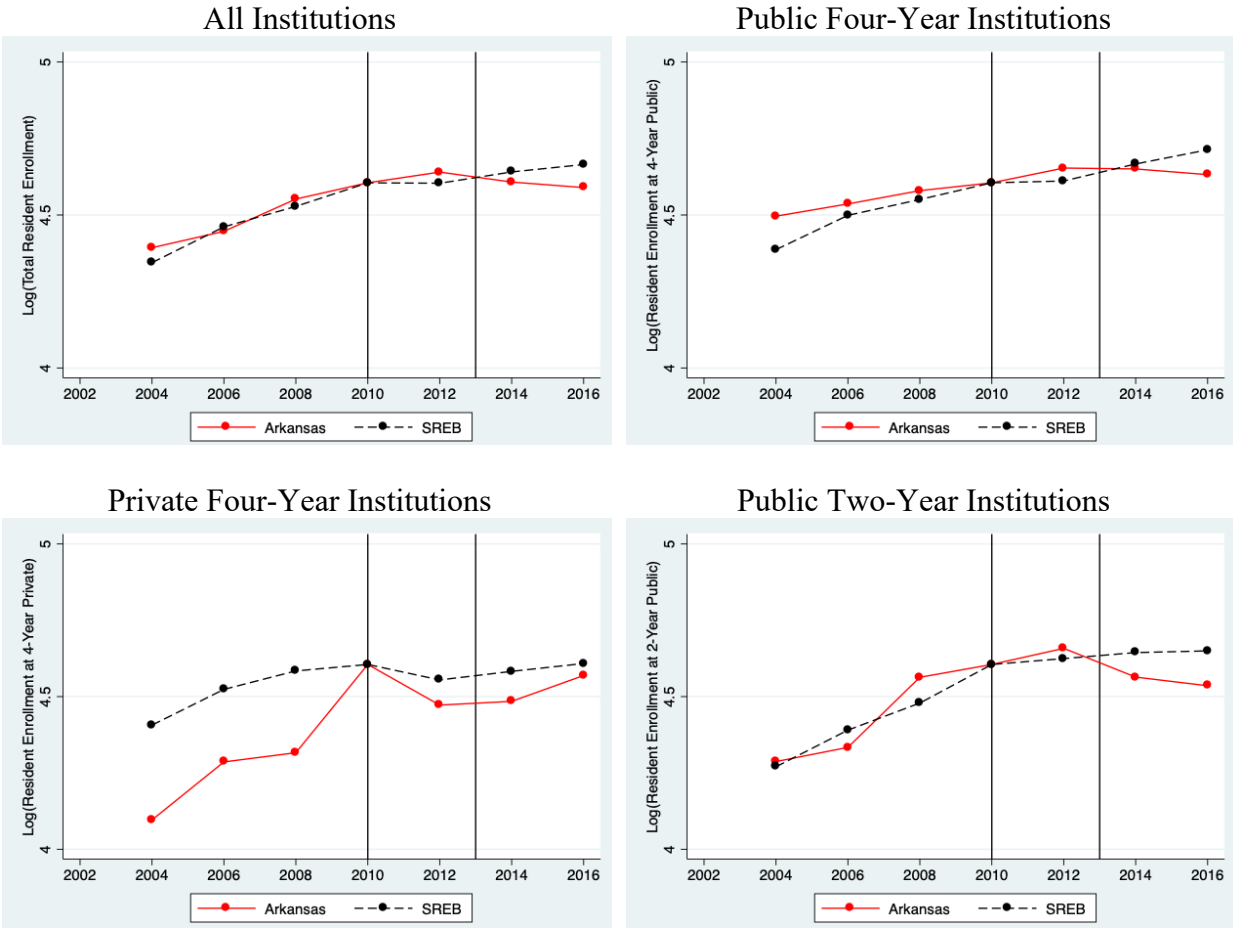 All Institutions
Log(Total Resident Enrollment)
5
4.5
4
2002 2004 2006 2008 2010 2012 2014 2016
Arkansas SREB
Public Four-Year Institutions
Log(Resident Enrollment at 4-Year Public)
5
4.5
4
2002 2004 2006 2008 2010 2012 2014 2016
Arkansas SREB
Private Four-Year Institutions
Log(Resident Enrollment at 4-Year Private)
5
4.5
4
2002 2004 2006 2008 2010 2012 2014 2016
Arkansas SREB
Public Two-Year Institutions
Log(Resident Enrollment at 2-Year Public)
5
4.5
4
2002 2004 2006 2008 2010 2012 2014 2016
Arkansas SREB